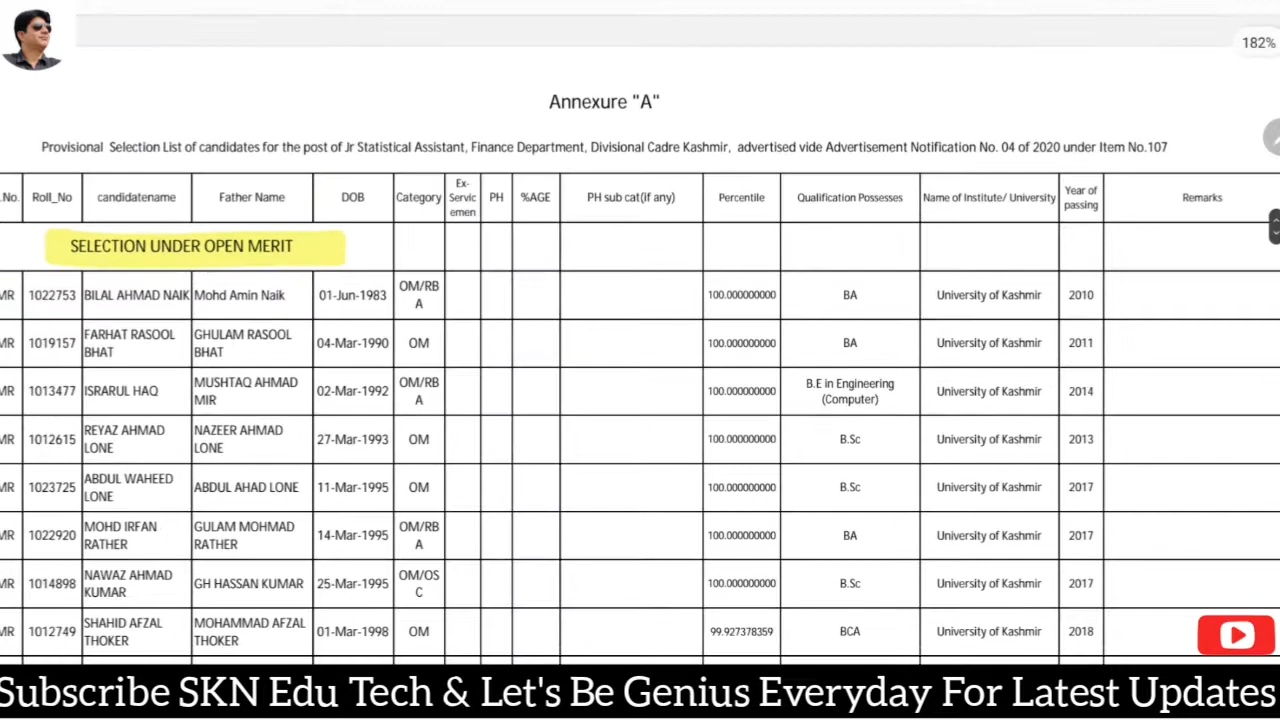 182%
Annexure "A"
Provisional Selection List of candidates for the post of Jr Statistical Assistant, Finance Department, Divisional Cadre Kashmir, advertised vide Advertisement Notification No. 04 of 2020 under Item No.107
.No. Roll_No candidatename Father Name DOB Category Ex-Servic emen PH %AGE PH sub cat(if any) Percentile Qualification Possesses Name of Institute/ University Year of passing Remarks
SELECTION UNDER OPEN MERIT
MR 1022753 BILAL AHMAD NAIK Mohd Amin Naik 01-Jun-1983 OM/RB A 100.000000000 BA University of Kashmir 2010
MR 1019157 FARHAT RASOOL BHAT GHULAM RASOOL BHAT 04-Mar-1990 OM 100.000000000 BA University of Kashmir 2011
MR 1013477 ISRARUL HAQ MUSHTAQ AHMAD MIR 02-Mar-1992 OM/RB A 100.000000000 B.E in Engineering (Computer) University of Kashmir 2014
MR 1012615 REYAZ AHMAD LONE NAZEER AHMAD LONE 27-Mar-1993 OM 100.000000000 B.Sc University of Kashmir 2013
MR 1023725 ABDUL WAHEED LONE ABDUL AHAD LONE 11-Mar-1995 OM 100.000000000 B.Sc University of Kashmir 2017
MR 1022920 MOHD IRFAN RATHER GULAM MOHMAD RATHER 14-Mar-1995 OM/RB A 100.000000000 BA University of Kashmir 2017
MR 1014898 NAWAZ AHMAD KUMAR GH HASSAN KUMAR 25-Mar-1995 OM/OS C 100.000000000 B.Sc University of Kashmir 2017
MR 1012749 SHAHID AFZAL THOKER MOHAMMAD AFZAL THOKER 01-Mar-1998 OM 99.927378359 BCA University of Kashmir 2018
Subscribe SKN Edu Tech & Let's Be Genius Everyday For Latest Updates